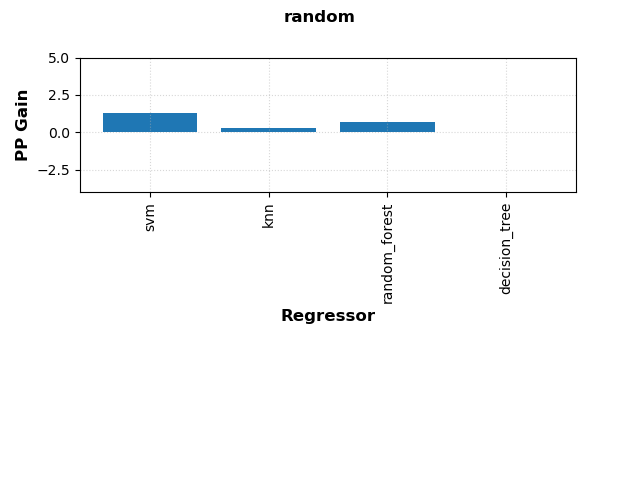 random
5.0
2.5
0.0
−2.5
PP Gain
svm
knn
random_forest
decision_tree
Regressor